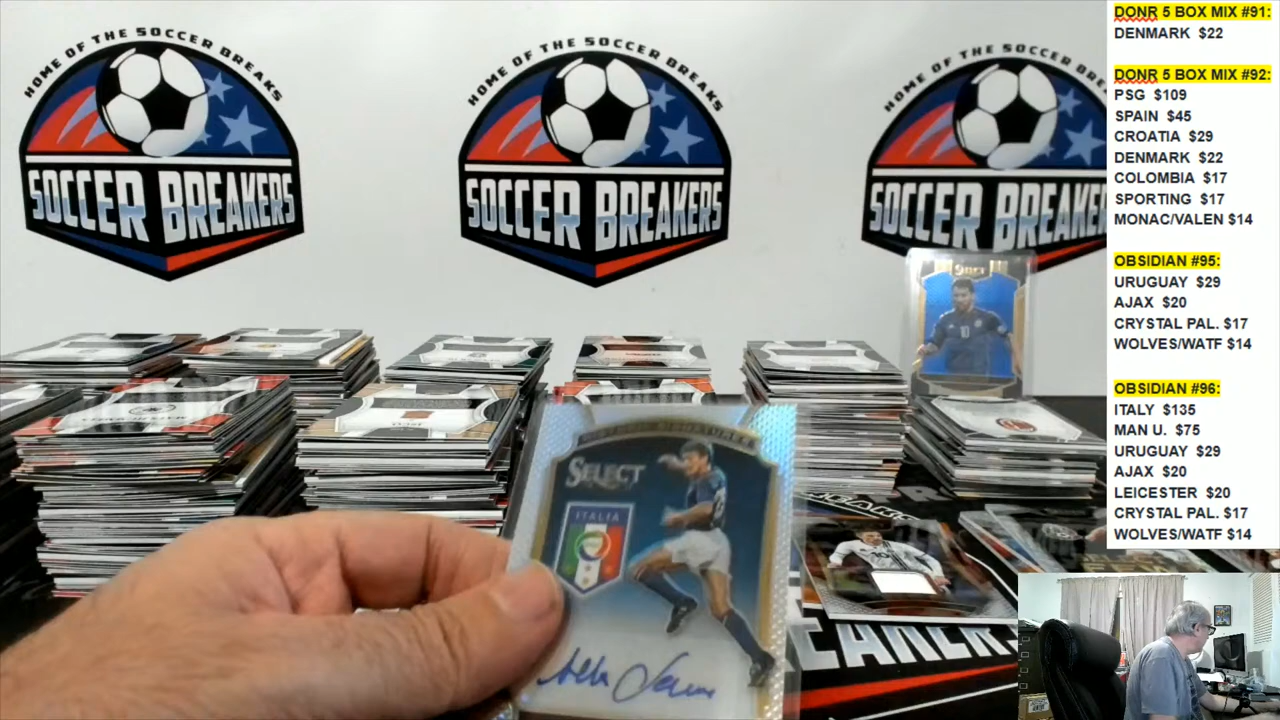 HOME OF THE SOCCER BREAKS
SOCCER BREAKERS
HOME OF THE SOCCER BREAKS
SOCCER BREAKERS
HOME OF THE SOCCER BREAKS
SOCCER BREAKERS
DONR 5 BOX MIX #91:
DENMARK $22
DONR 5 BOX MIX #92:
PSG $109
SPAIN $45
CROATIA $29
DENMARK $22
COLOMBIA $17
SPORTING $17
MONAC/VALEN $14
OBSIDIAN #95:
URUGUAY $29
AJAX $20
CRYSTAL PAL. $17
WOLVES/WATF $14
OBSIDIAN #96:
ITALY $135
MAN U. $75
URUGUAY $29
AJAX $20
LEICESTER $20
CRYSTAL PAL. $17
WOLVES/WATF $14
SELECT
SELECT
ITALIA